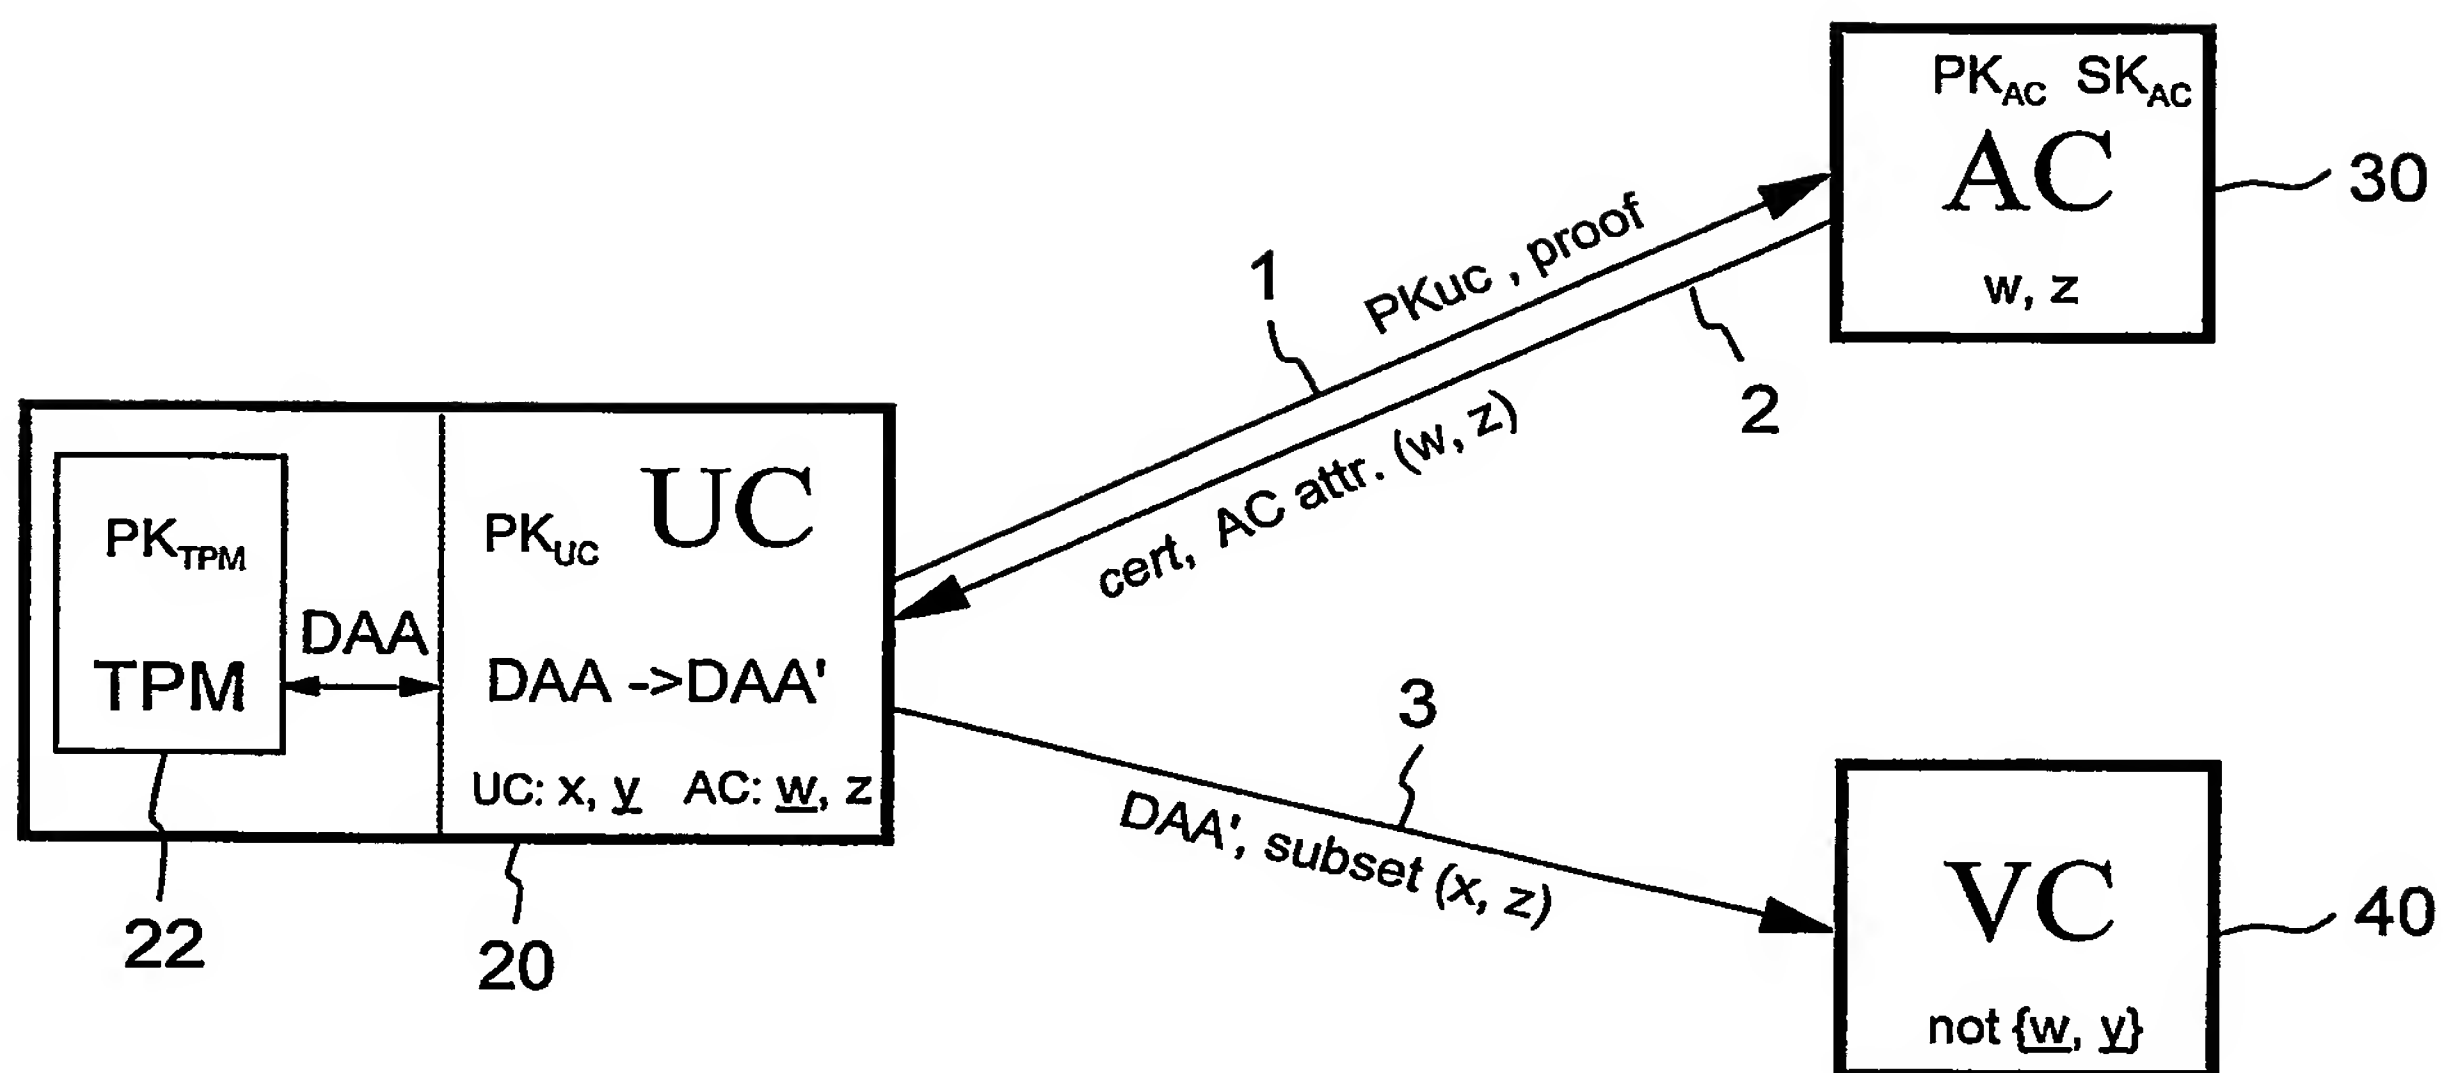 PKAC SKAC
AC
w, z
30
1
PKuc , proof
2
cert, AC attr. (w, z)
PKTPM
TPM
DAA
PKUC UC
DAA ->DAA'
UC: x, y AC: w, z
22
20
3
DAA', subset (x, z)
VC
not {w, y}
40